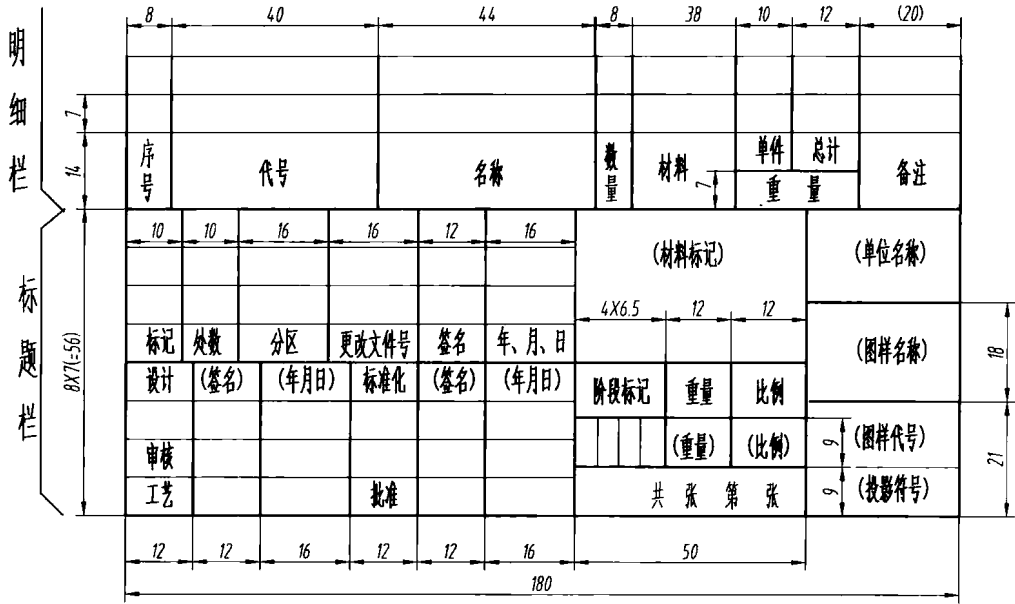 8 40 44 8 38 10 12 (20)
明细栏
7
14
序号 代号 名称 数量 材料 单件 总计 备注
7 重量
10 10 16 16 12 16
(材料标记) (单位名称)
4X6.5 12 12
标记 处数 分区 更改文件号 签名 年、月、日
(图样名称) 18
设计 (签名) (年月日) 标准化 (签名) (年月日)
阶段标记 重量 比例
标题栏
8X7(=56)
(重量) (比例) 9 (图样代号) 21
审核
工艺 批准
共 张 第 张 9 (投影符号)
12 12 16 12 12 16 50
180